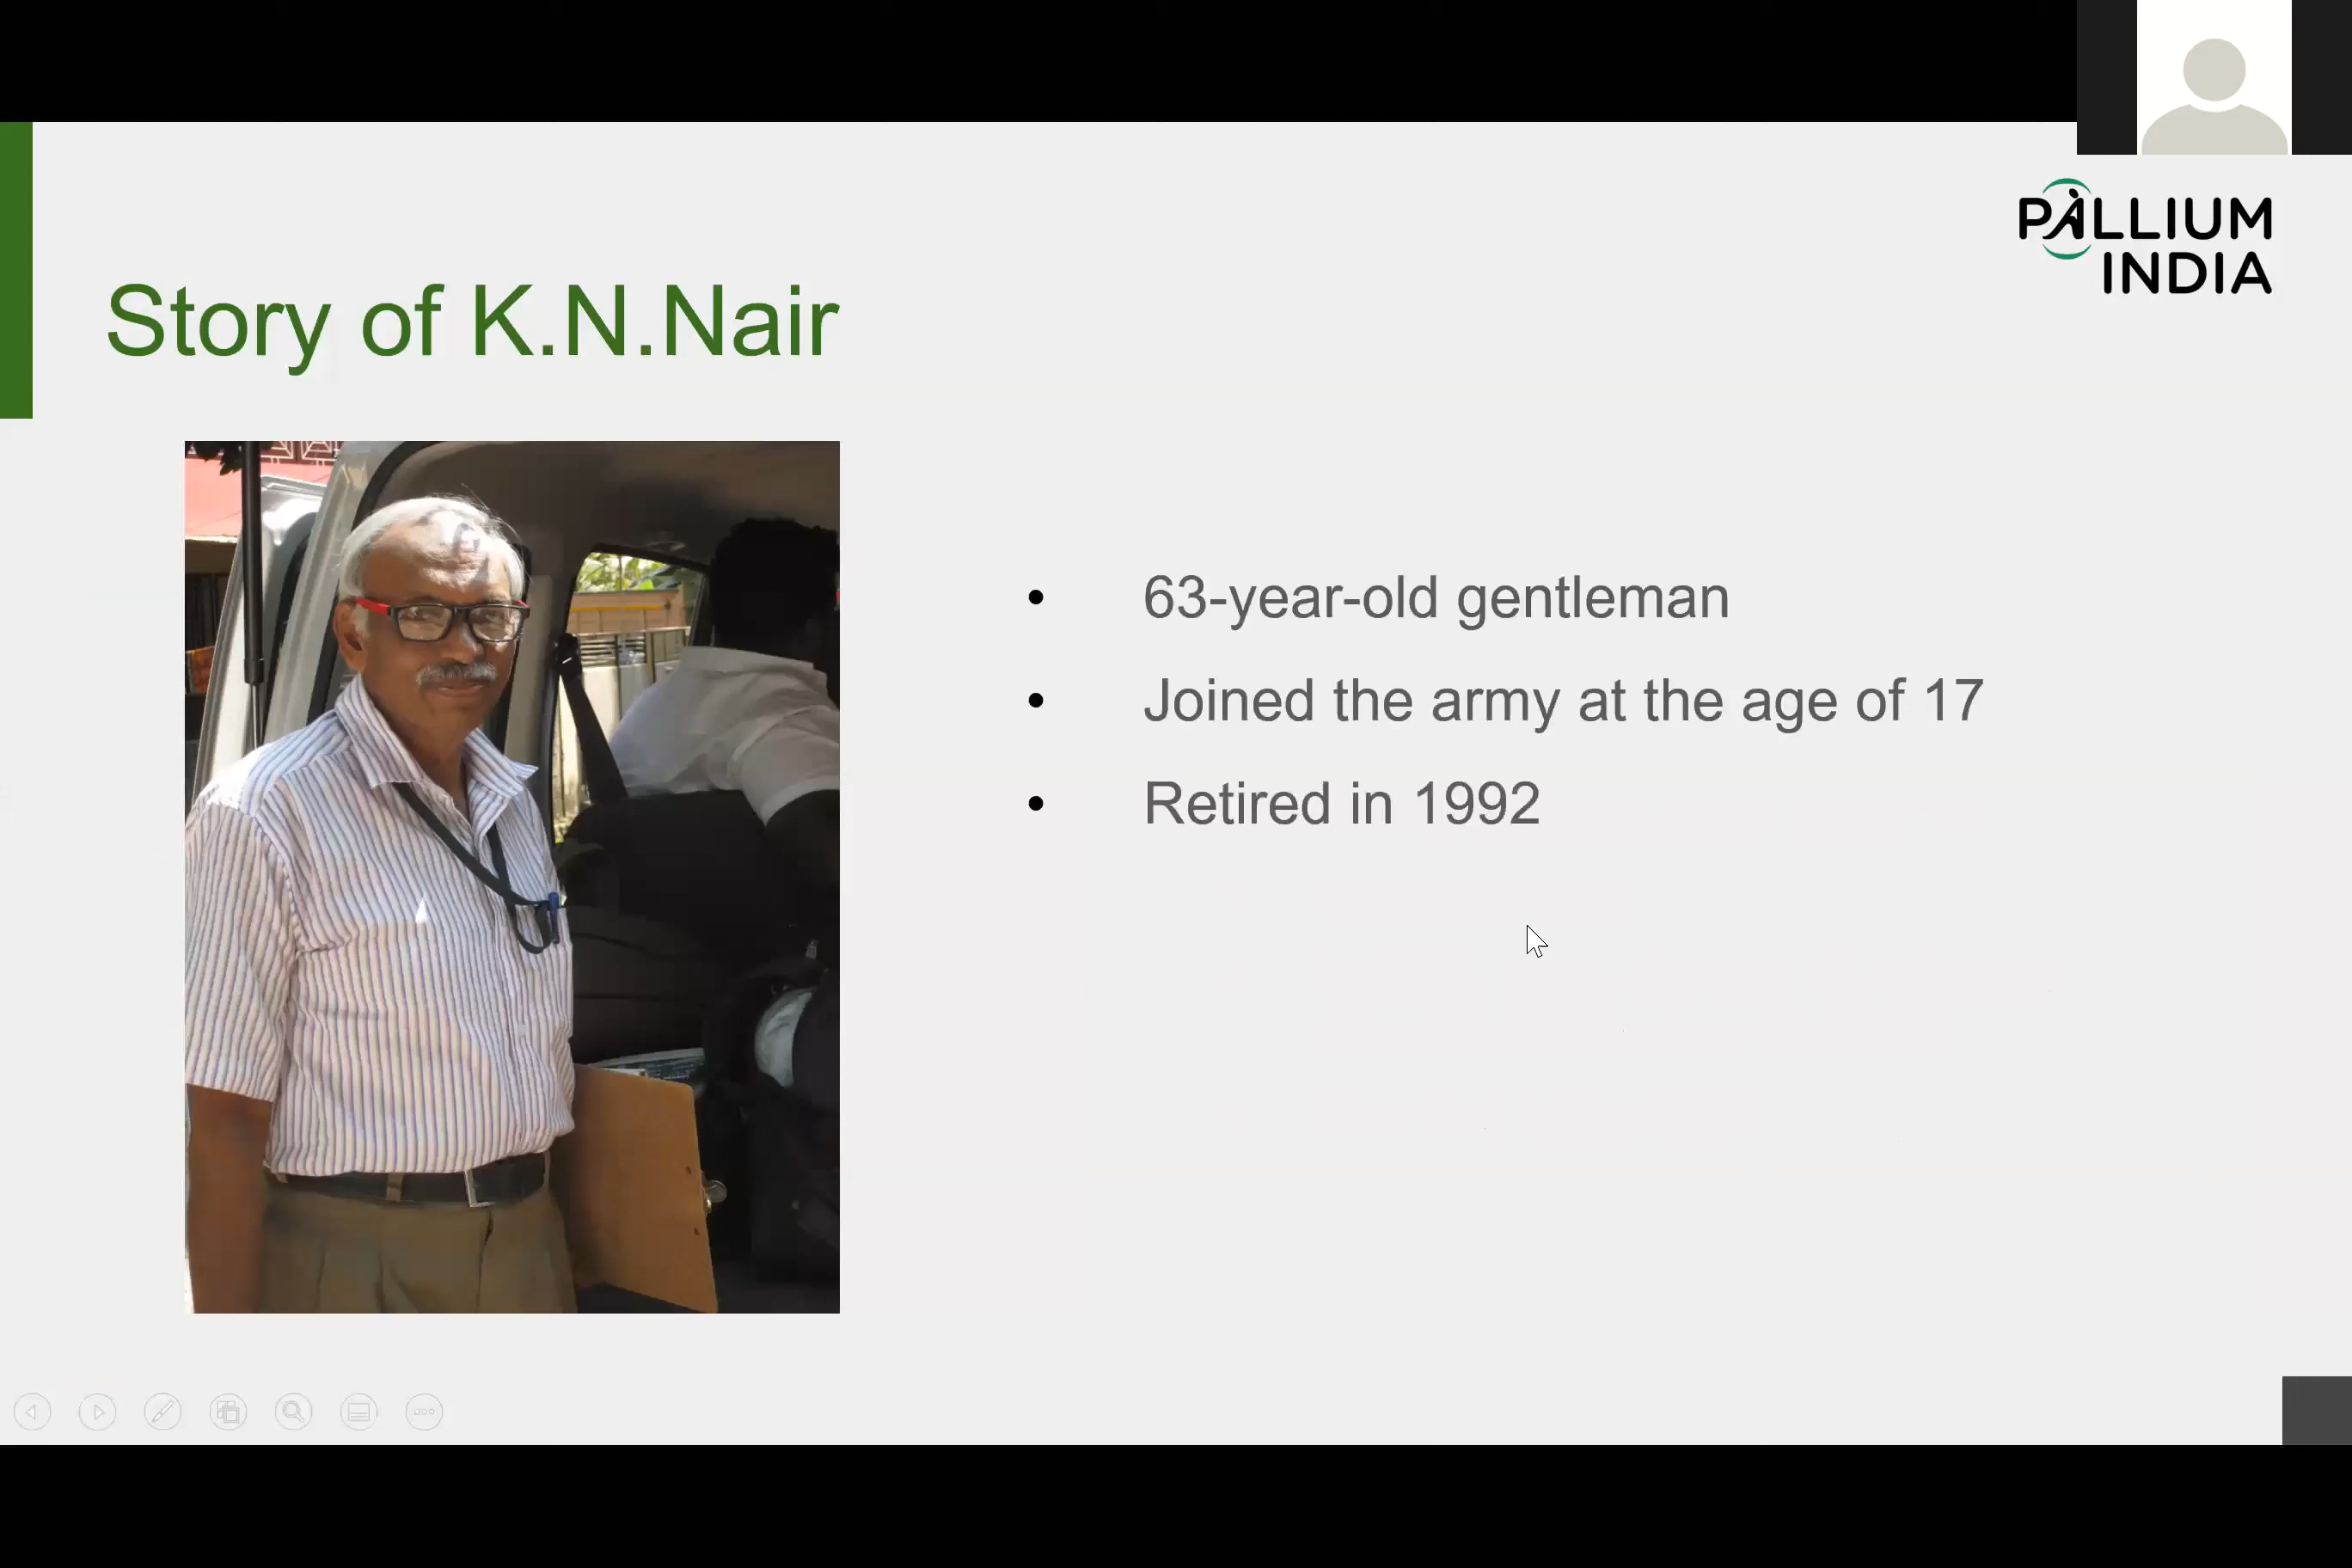 PALLIUM
INDIA
Story of K.N.Nair
• 63-year-old gentleman
• Joined the army at the age of 17
• Retired in 1992